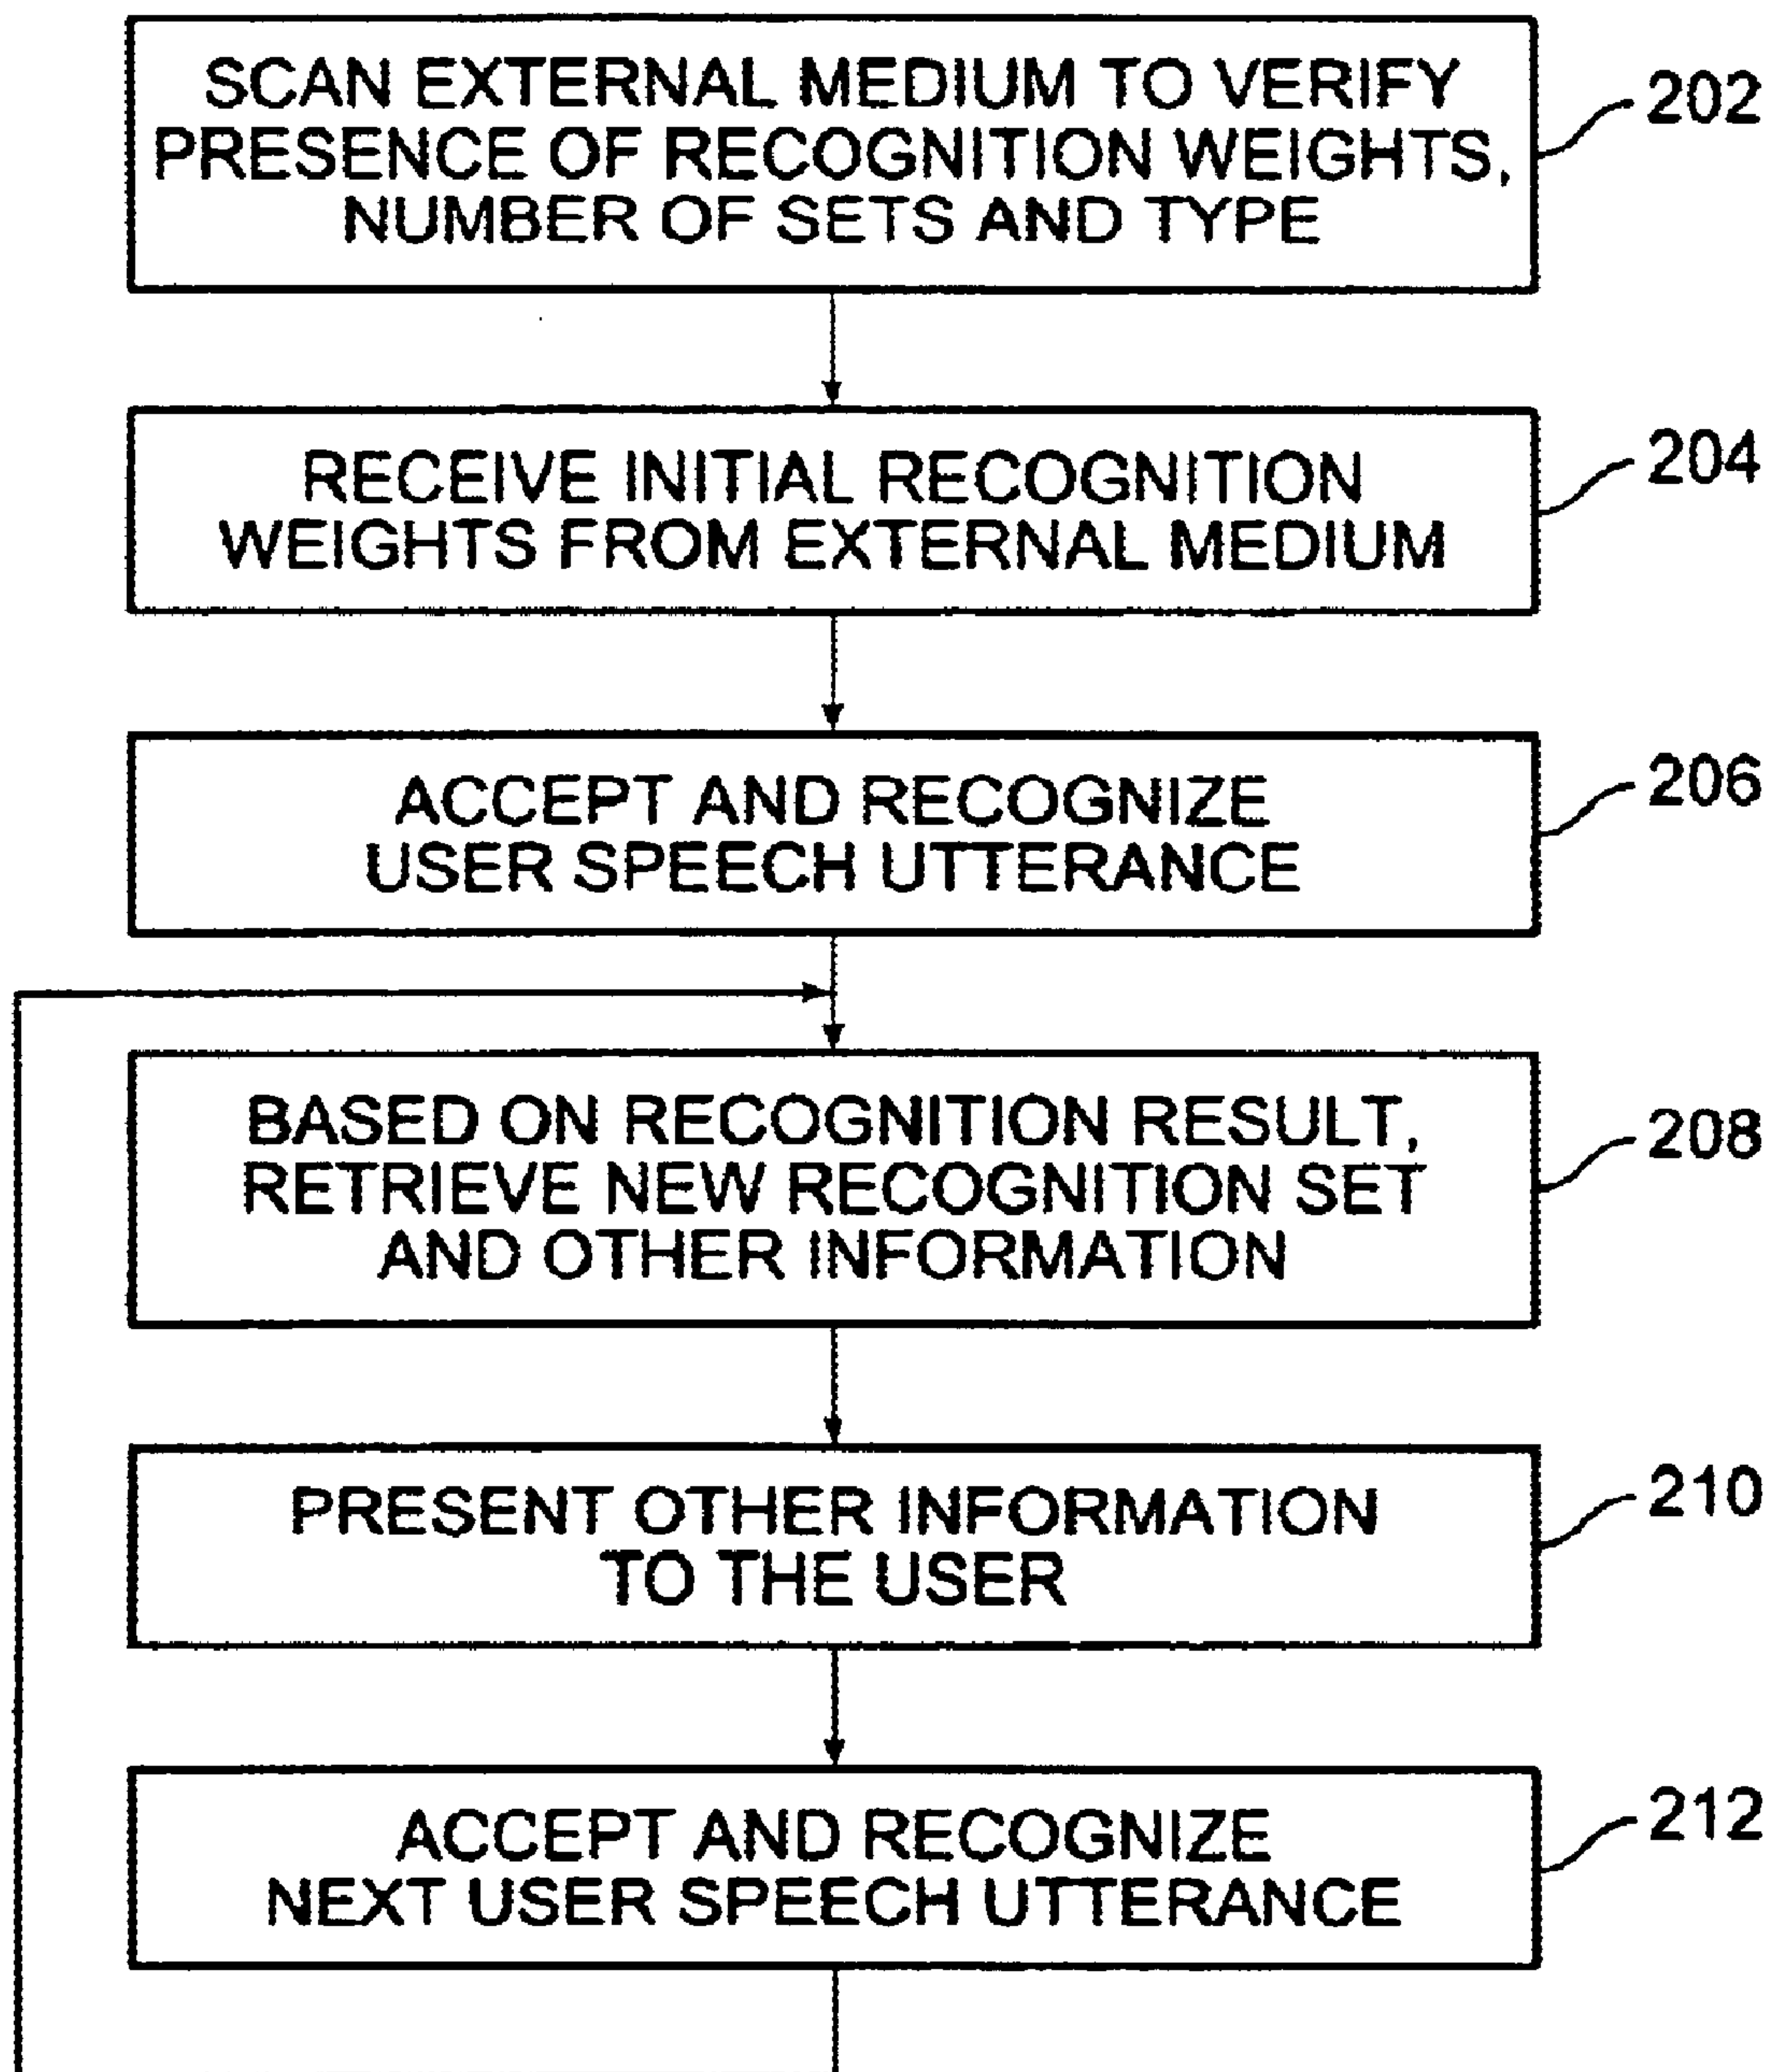 SCAN EXTERNAL MEDIUM TO VERIFY
PRESENCE OF RECOGNITION WEIGHTS,
NUMBER OF SETS AND TYPE
202
RECEIVE INITIAL RECOGNITION
WEIGHTS FROM EXTERNAL MEDIUM
204
ACCEPT AND RECOGNIZE
USER SPEECH UTTERANCE
206
BASED ON RECOGNITION RESULT,
RETRIEVE NEW RECOGNITION SET
AND OTHER INFORMATION
208
PRESENT OTHER INFORMATION
TO THE USER
210
ACCEPT AND RECOGNIZE
NEXT USER SPEECH UTTERANCE
212